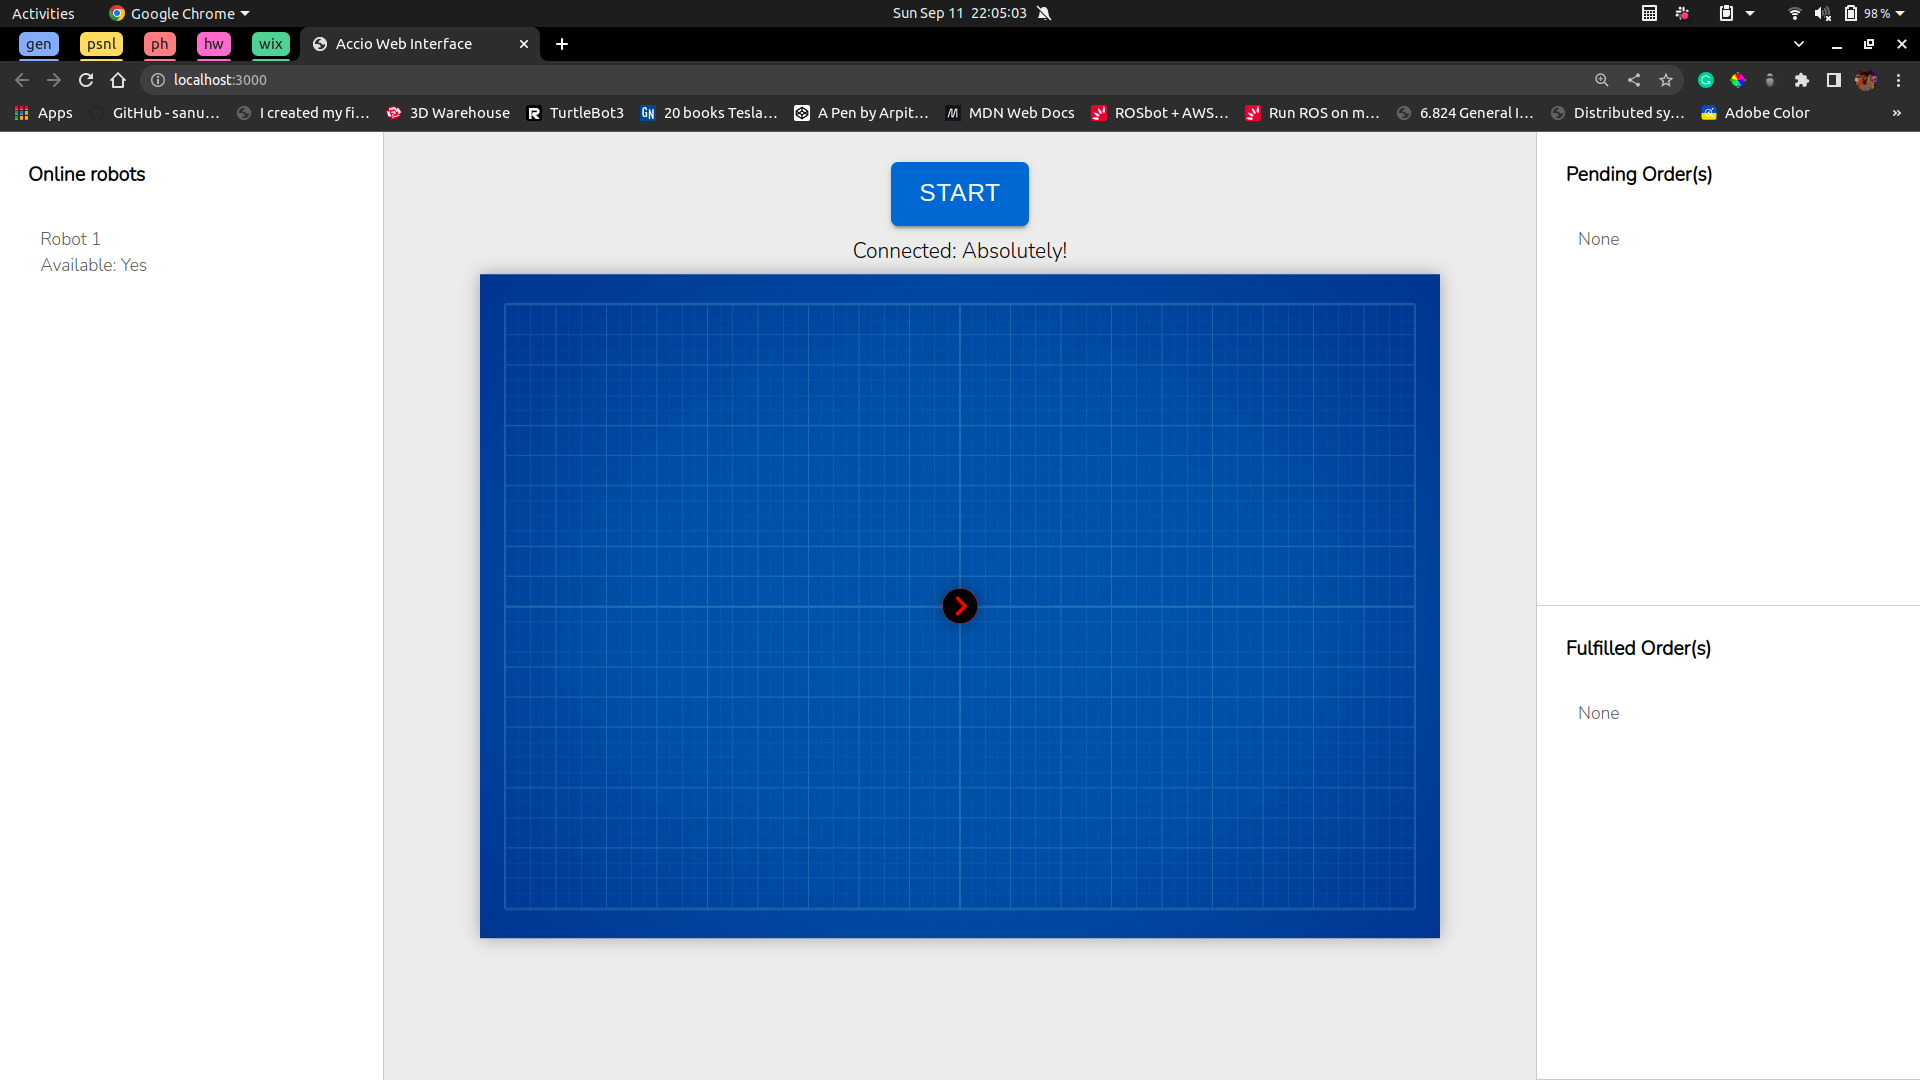 Activities Google Chrome Sun Sep 11 22:05:03 98 %
gen psnl ph hw wix Accio Web Interface
localhost:3000
Apps GitHub - sanu… I created my fi… 3D Warehouse TurtleBot3 GN 20 books Tesla… A Pen by Arpit… MDN Web Docs ROSbot + AWS… Run ROS on m… 6.824 General I… Distributed sy… Adobe Color »
Online robots
Robot 1
Available: Yes
START
Connected: Absolutely!
Pending Order(s)
None
Fulfilled Order(s)
None